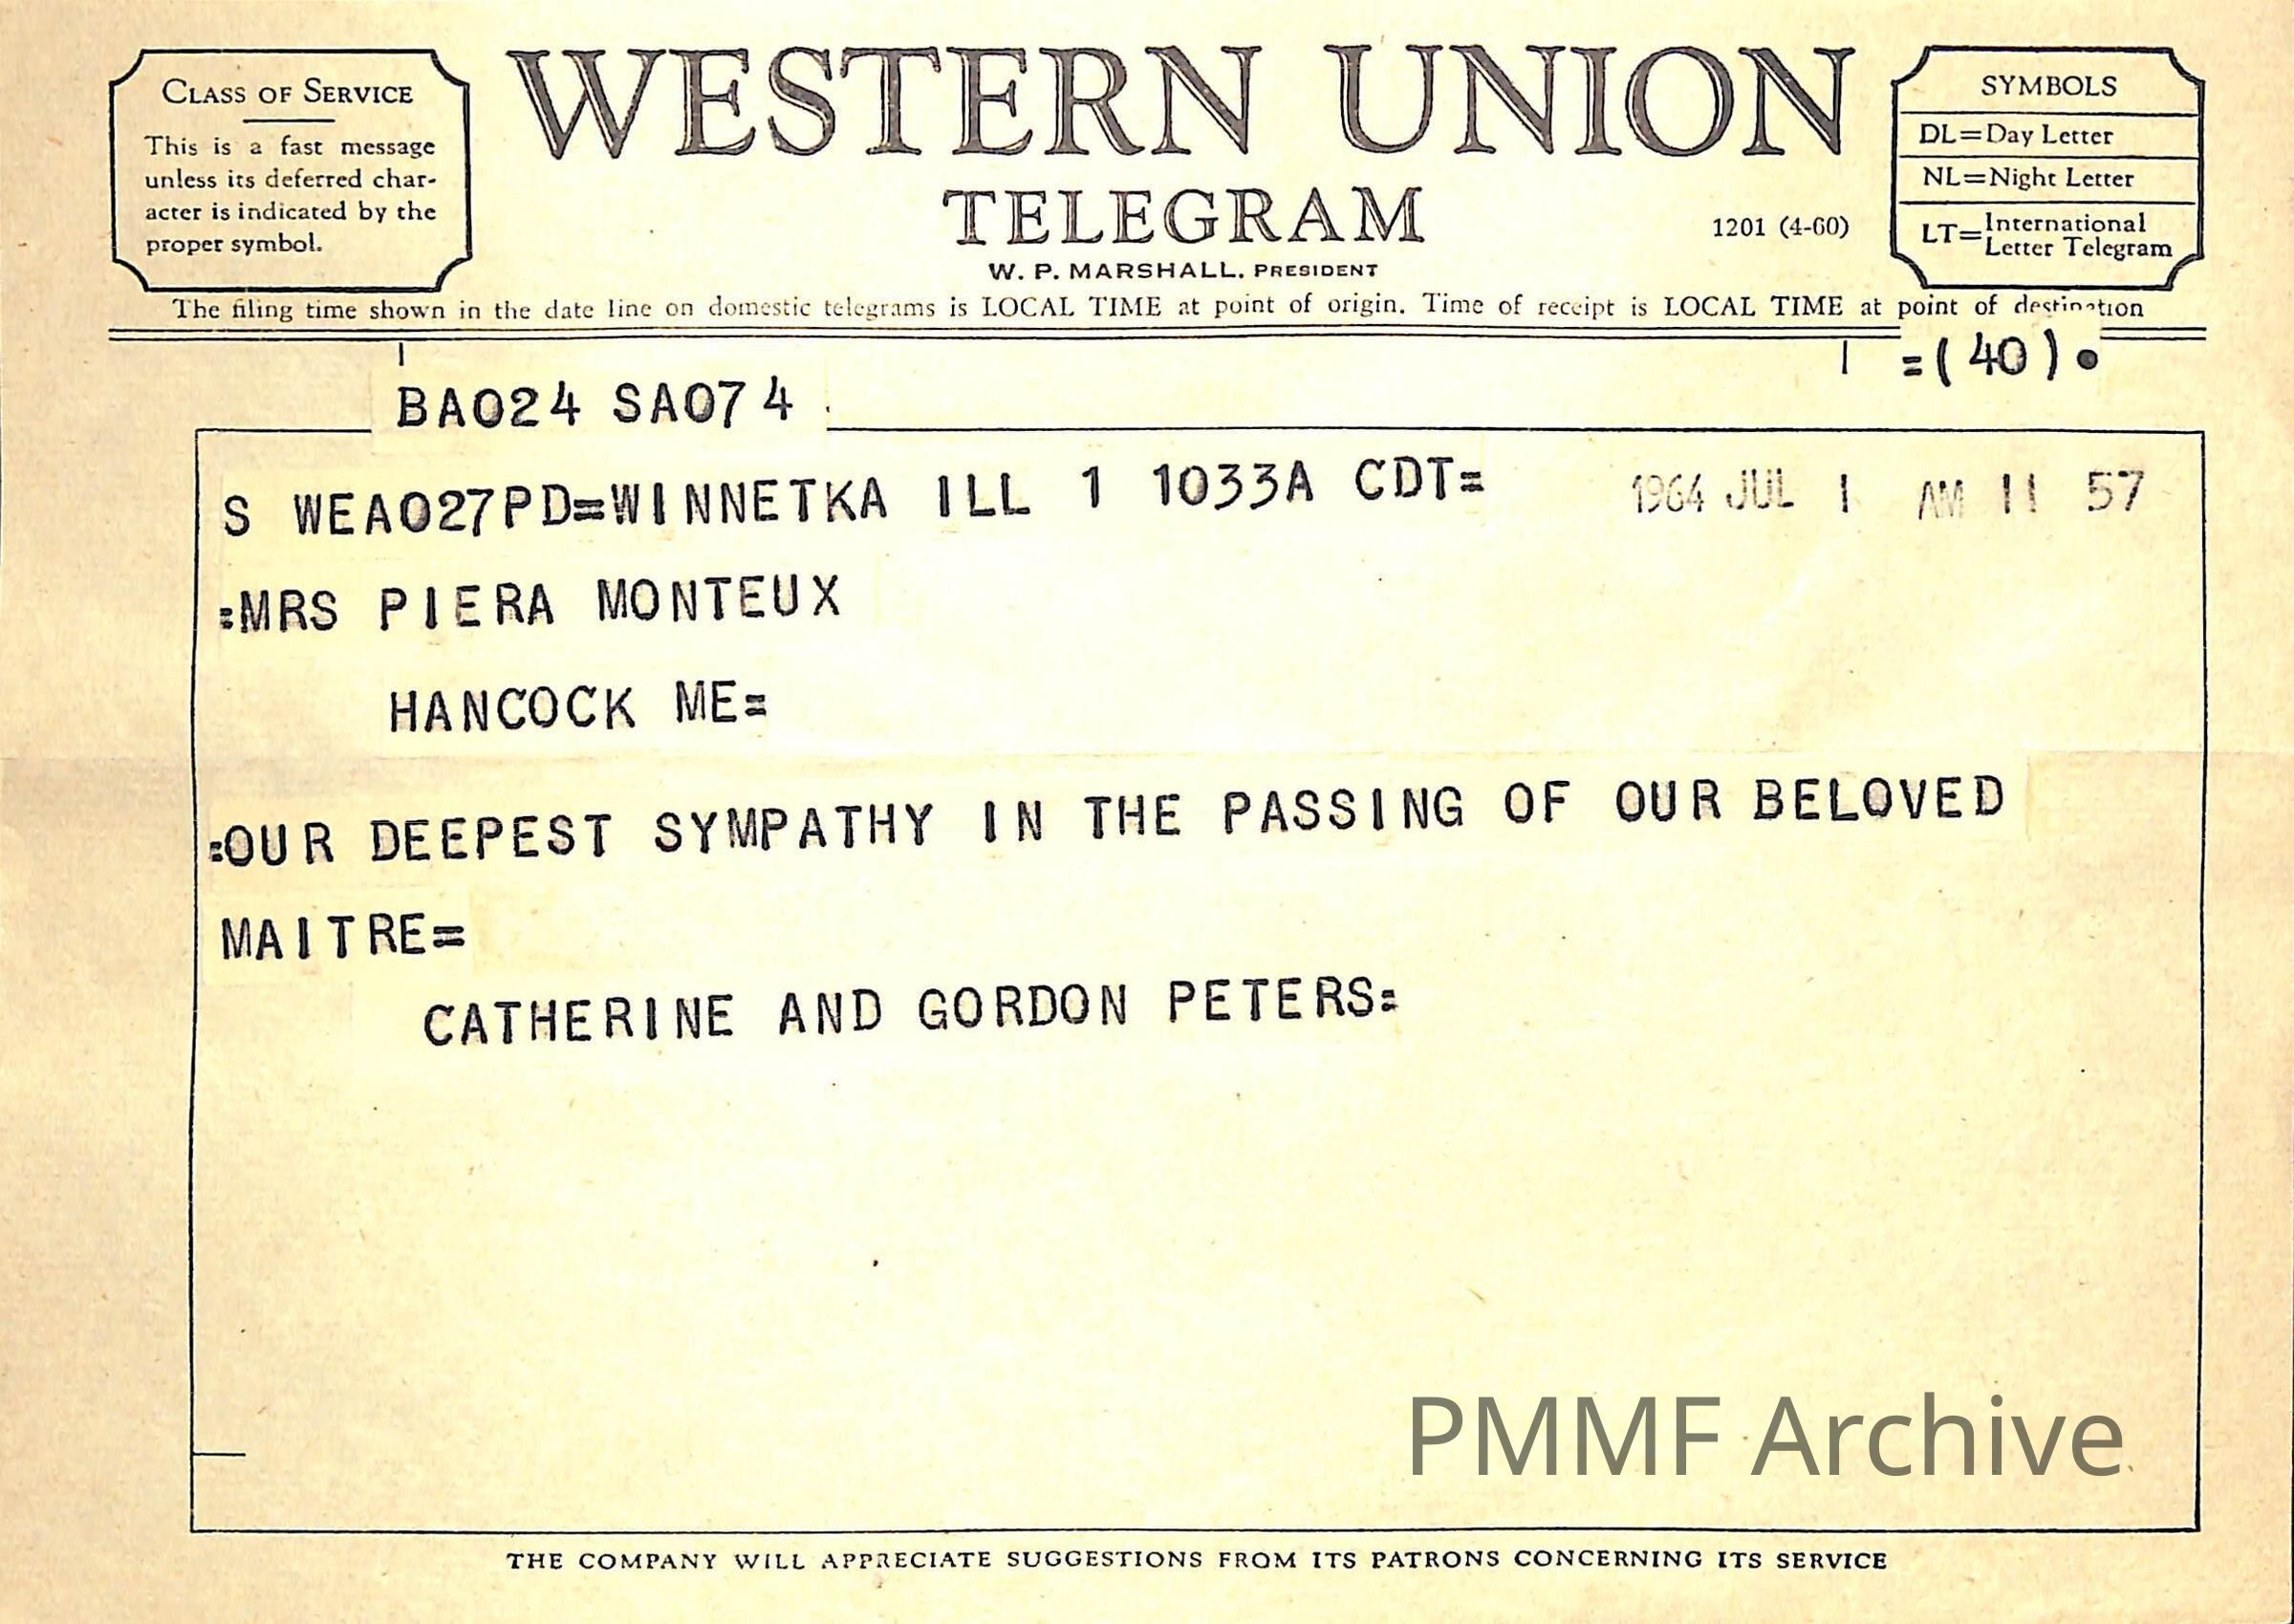 CLASS OF SERVICE
This is a fast message
unless its deferred char-
acter is indicated by the
proper symbol.
WESTERN UNION
TELEGRAM
W. P. MARSHALL, PRESIDENT
1201 (4-60)
SYMBOLS
DL=Day Letter
NL=Night Letter
LT=International Letter Telegram
The filing time shown in the date line on domestic telegrams is LOCAL TIME at point of origin. Time of receipt is LOCAL TIME at point of destination
=(40).
BA024 SA074
S WEA027PD=WINNETKA ILL 1 1033A CDT= 1964 JUL 1 AM 11 57
:MRS PIERA MONTEUX
HANCOCK ME=
:OUR DEEPEST SYMPATHY IN THE PASSING OF OUR BELOVED
MAITRE=
CATHERINE AND GORDON PETERS=
PMMF Archive
THE COMPANY WILL APPRECIATE SUGGESTIONS FROM ITS PATRONS CONCERNING ITS SERVICE